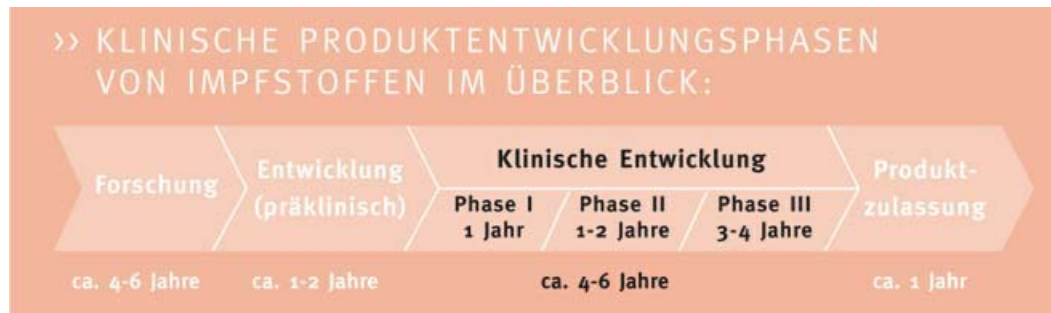 >> KLINISCHE PRODUKTENTWICKLUNGSPHASEN
VON IMPFSTOFFEN IM ÜBERBLICK:
Forschung
Entwicklung
(präklinisch)
Klinische Entwicklung
Phase I
1 Jahr
Phase II
1-2 Jahre
Phase III
3-4 Jahre
Produkt-
zulassung
ca. 4-6 Jahre
ca. 1-2 Jahre
ca. 4-6 Jahre
ca. 1 Jahr